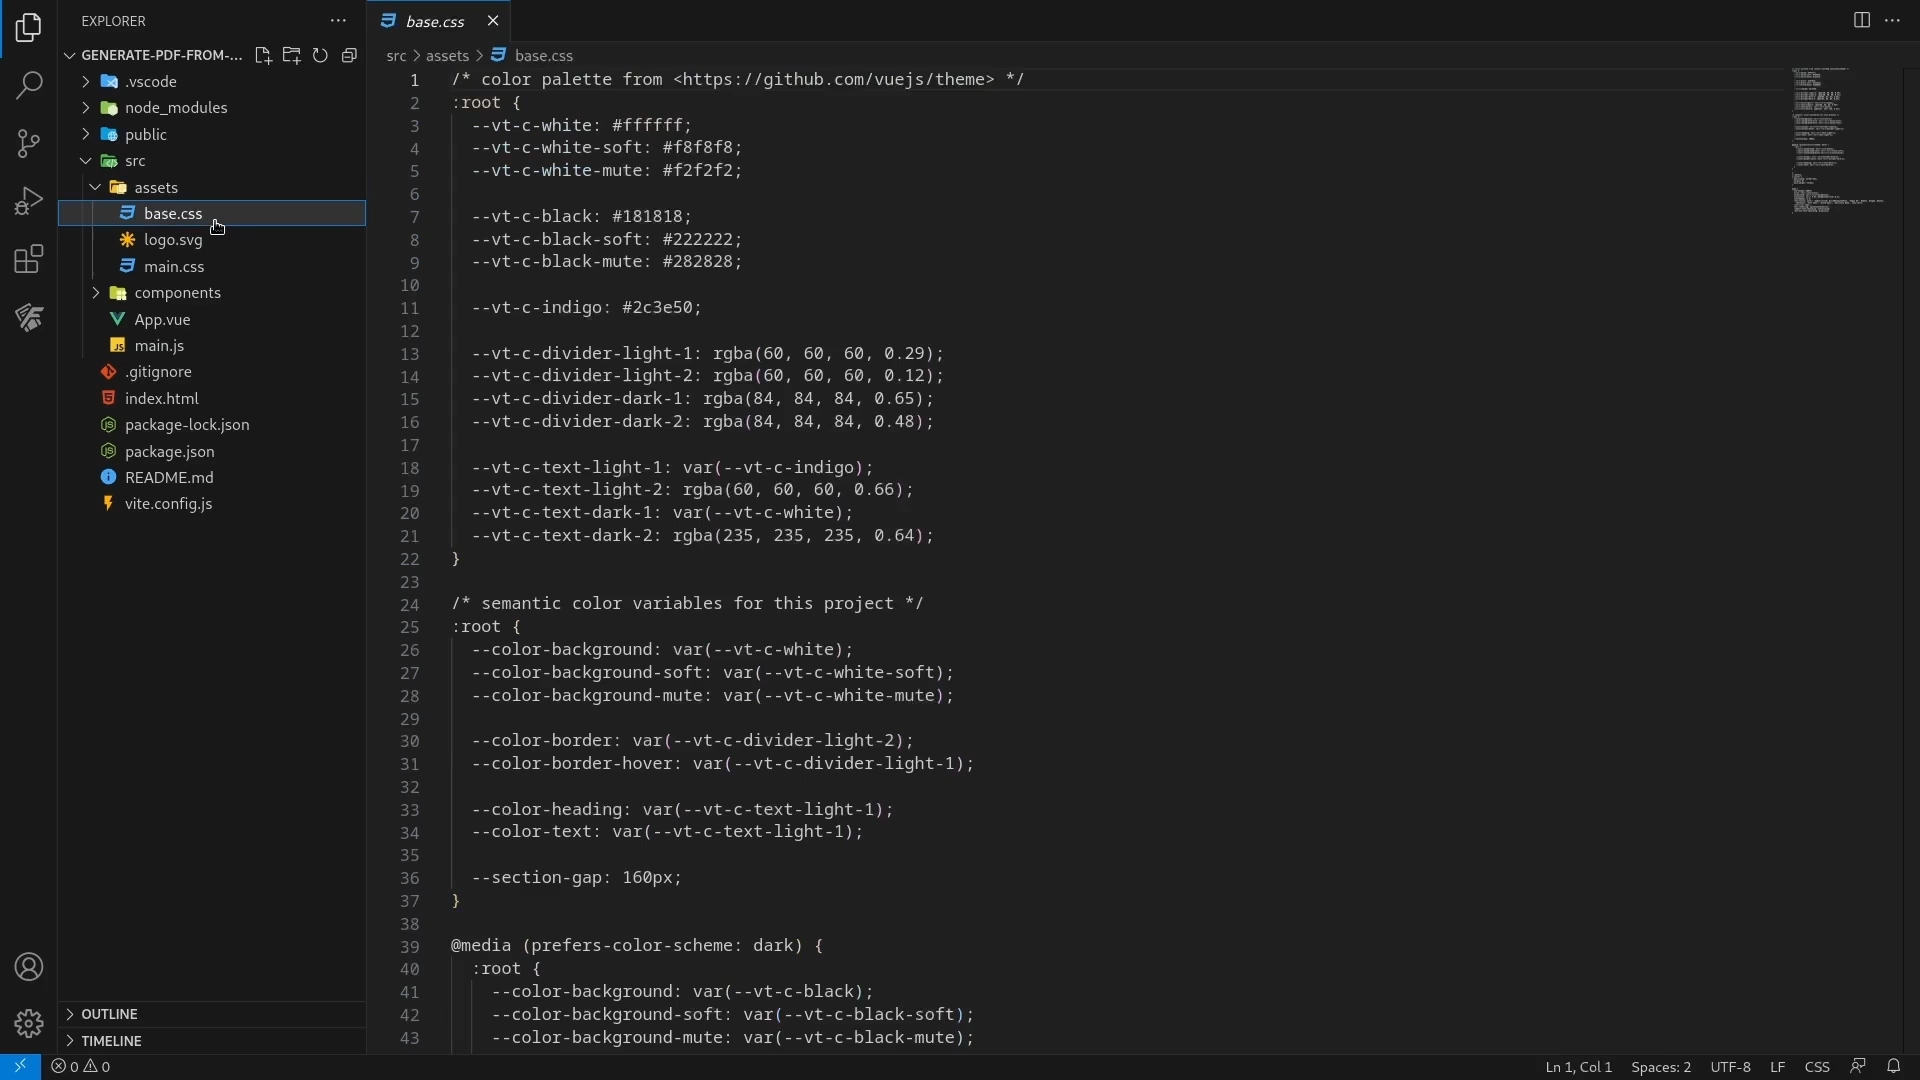 EXPLORER
GENERATE-PDF-FROM-...
.vscode
node_modules
public
src
assets
base.css
logo.svg
main.css
components
App.vue
main.js
.gitignore
index.html
package-lock.json
package.json
README.md
vite.config.js
OUTLINE
TIMELINE
base.css
src > assets > base.css
1 /* color palette from <https://github.com/vuejs/theme> */
2 :root {
3 --vt-c-white: #ffffff;
4 --vt-c-white-soft: #f8f8f8;
5 --vt-c-white-mute: #f2f2f2;
6
7 --vt-c-black: #181818;
8 --vt-c-black-soft: #222222;
9 --vt-c-black-mute: #282828;
10
11 --vt-c-indigo: #2c3e50;
12
13 --vt-c-divider-light-1: rgba(60, 60, 60, 0.29);
14 --vt-c-divider-light-2: rgba(60, 60, 60, 0.12);
15 --vt-c-divider-dark-1: rgba(84, 84, 84, 0.65);
16 --vt-c-divider-dark-2: rgba(84, 84, 84, 0.48);
17
18 --vt-c-text-light-1: var(--vt-c-indigo);
19 --vt-c-text-light-2: rgba(60, 60, 60, 0.66);
20 --vt-c-text-dark-1: var(--vt-c-white);
21 --vt-c-text-dark-2: rgba(235, 235, 235, 0.64);
22 }
23
24 /* semantic color variables for this project */
25 :root {
26 --color-background: var(--vt-c-white);
27 --color-background-soft: var(--vt-c-white-soft);
28 --color-background-mute: var(--vt-c-white-mute);
29
30 --color-border: var(--vt-c-divider-light-2);
31 --color-border-hover: var(--vt-c-divider-light-1);
32
33 --color-heading: var(--vt-c-text-light-1);
34 --color-text: var(--vt-c-text-light-1);
35
36 --section-gap: 160px;
37 }
38
39 @media (prefers-color-scheme: dark) {
40 :root {
41 --color-background: var(--vt-c-black);
42 --color-background-soft: var(--vt-c-black-soft);
43 --color-background-mute: var(--vt-c-black-mute);
0 0
Ln 1, Col 1 Spaces: 2 UTF-8 LF CSS